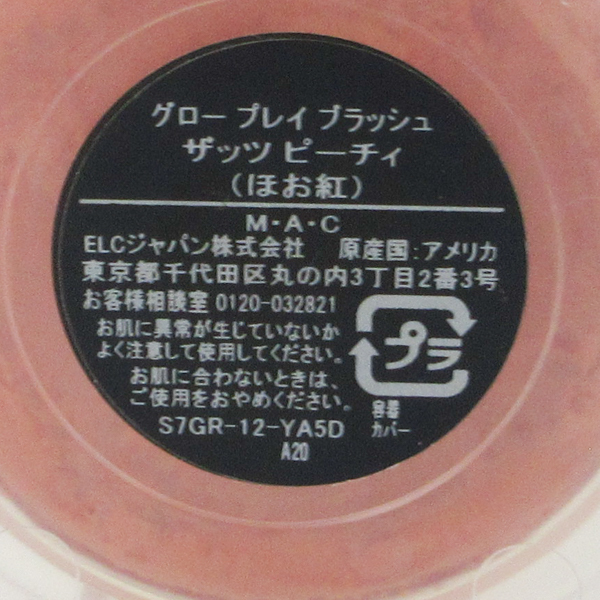 グロー プレイ ブラッシュ
ザッツ ピーチィ
(ほお紅)
M・A・C
ELCジャパン株式会社 原産国:アメリカ
東京都千代田区丸の内3丁目2番3号
お客様相談室 0120-032821
お肌に異常が生じていないか
よく注意して使用してください。
お肌に合わないときは、
ご使用をおやめください。
プラ
容器
カバー
S7GR-12-YA5D
A20